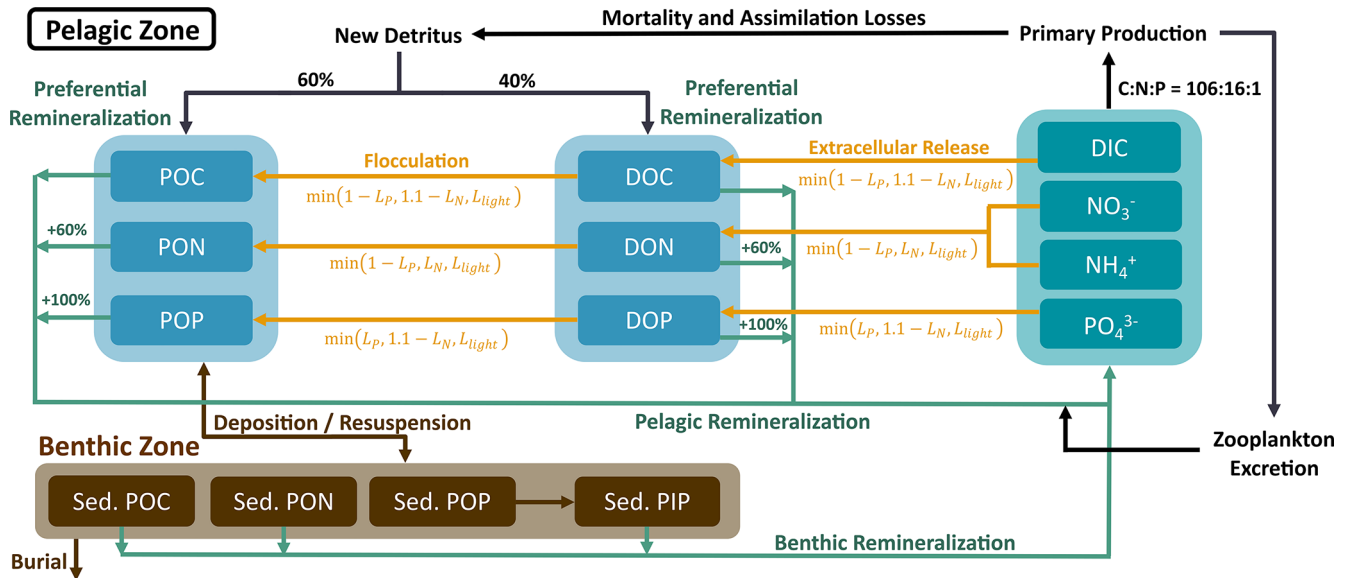 Pelagic Zone
Mortality and Assimilation Losses
New Detritus
Primary Production
60%
40%
C:N:P = 106:16:1
Preferential
Remineralization
Preferential
Remineralization
POC
Flocculation
min(1 − L_P, 1.1 − L_N, L_light)
DOC
Extracellular Release
min(1 − L_P, 1.1 − L_N, L_light)
DIC
NO₃⁻
+60%
PON
min(1 − L_P, L_N, L_light)
DON
+60%
min(1 − L_P, L_N, L_light)
NH₄⁺
+100%
POP
min(L_P, 1.1 − L_N, L_light)
DOP
+100%
min(L_P, 1.1 − L_N, L_light)
PO₄³⁻
Deposition / Resuspension
Pelagic Remineralization
Zooplankton
Excretion
Benthic Zone
Sed. POC
Sed. PON
Sed. POP
Sed. PIP
Benthic Remineralization
Burial